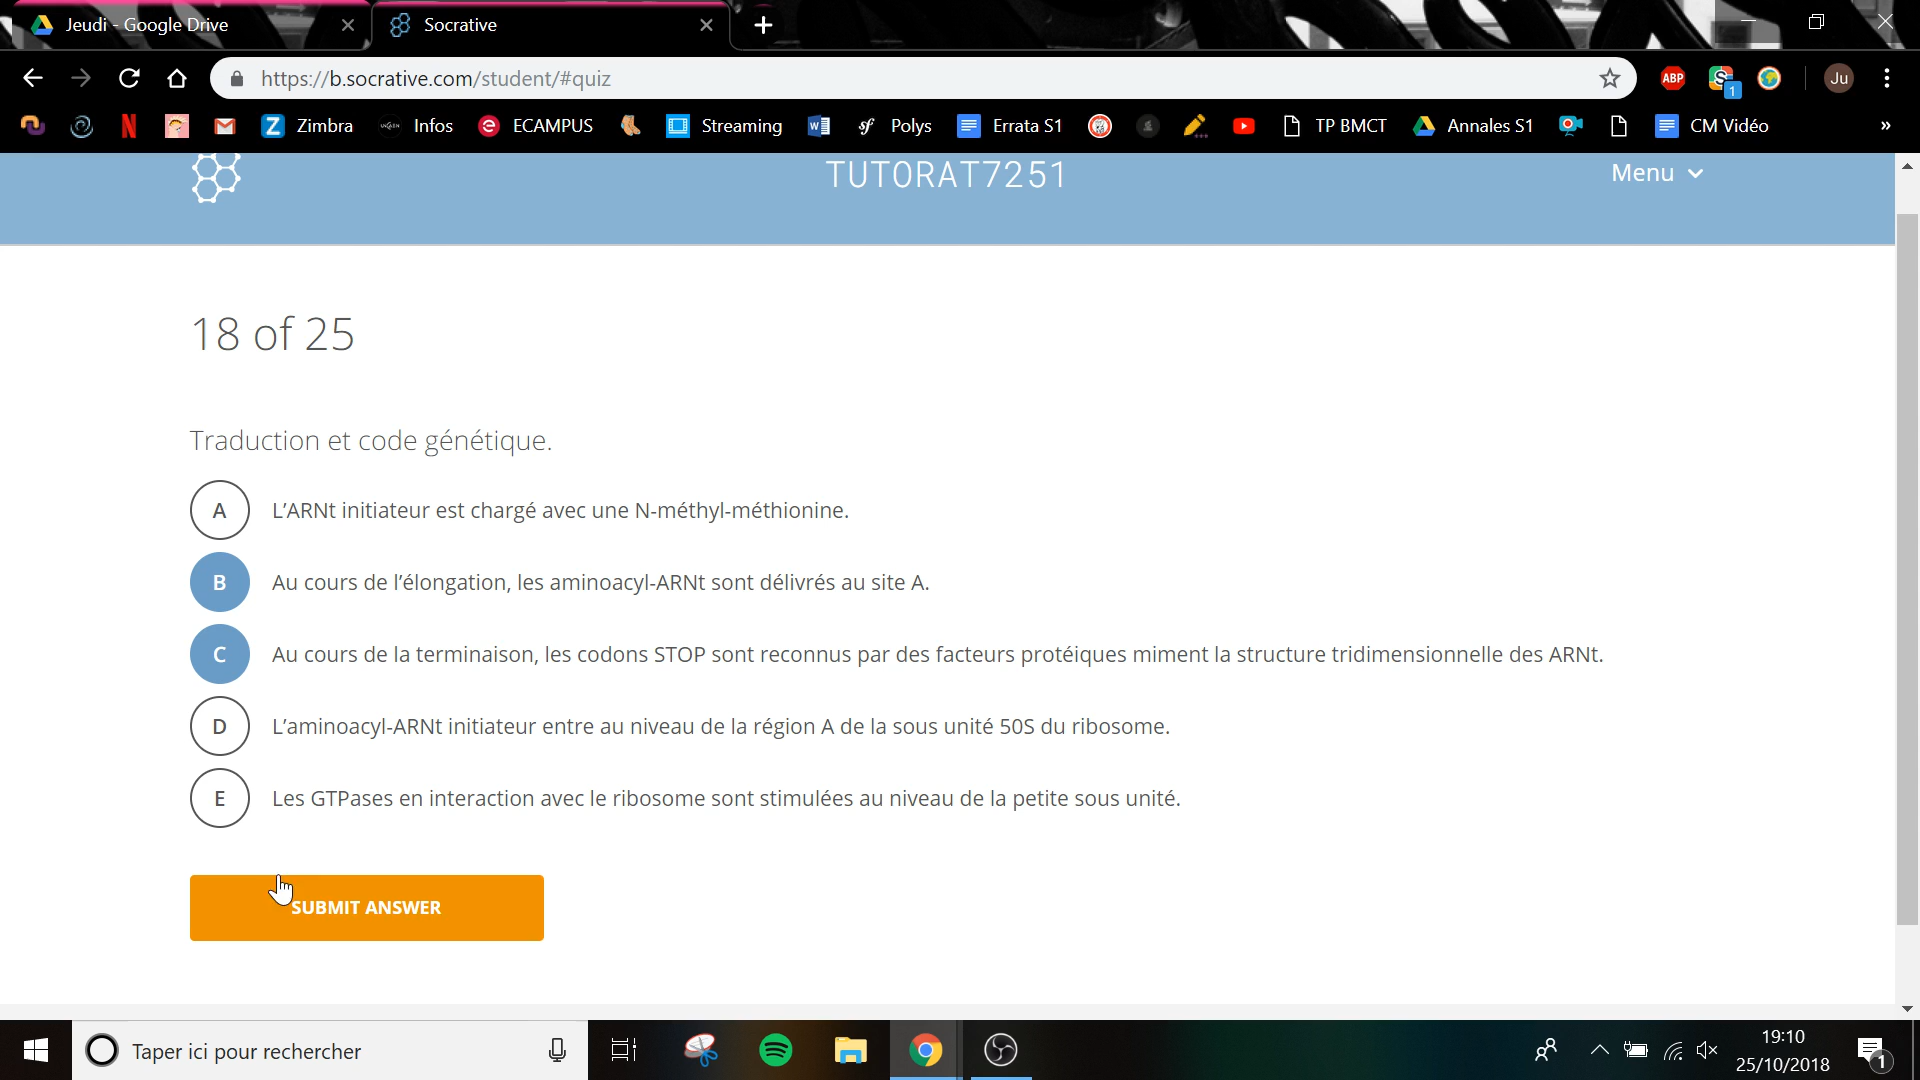 Jeudi - Google Drive
Socrative
https://b.socrative.com/student/#quiz
ABP
S
1
Ju
Z Zimbra
Infos
ECAMPUS
Streaming
Polys
Errata S1
TP BMCT
Annales S1
CM Vidéo
»
TUTORAT7251
Menu
18 of 25
Traduction et code génétique.
A L'ARNt initiateur est chargé avec une N-méthyl-méthionine.
B Au cours de l'élongation, les aminoacyl-ARNt sont délivrés au site A.
C Au cours de la terminaison, les codons STOP sont reconnus par des facteurs protéiques miment la structure tridimensionnelle des ARNt.
D L'aminoacyl-ARNt initiateur entre au niveau de la région A de la sous unité 50S du ribosome.
E Les GTPases en interaction avec le ribosome sont stimulées au niveau de la petite sous unité.
SUBMIT ANSWER
Taper ici pour rechercher
19:10
25/10/2018
1